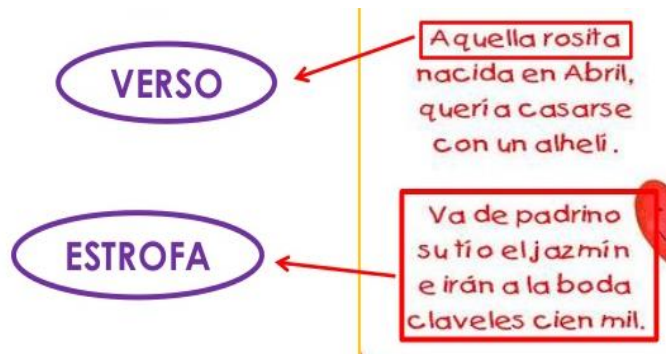 VERSO
Aquella rosita
nacida en Abril,
quería casarse
con un alhelí.
ESTROFA
Va de padrino
su tío el jazmín
e irán a la boda
claveles cien mil.